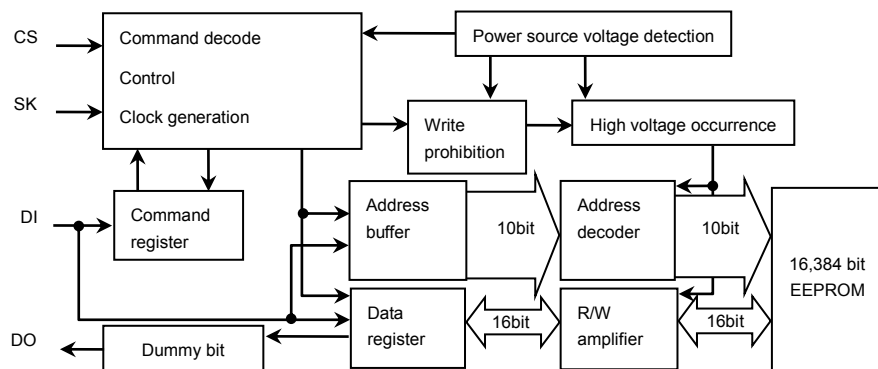 CS
Command decode
Control
SK
Clock generation
Power source voltage detection
Write
prohibition
High voltage occurrence
DI
Command
register
Address
buffer
10bit
Address
decoder
10bit
16,384 bit
EEPROM
Data
register
16bit
R/W
amplifier
16bit
DO
Dummy bit